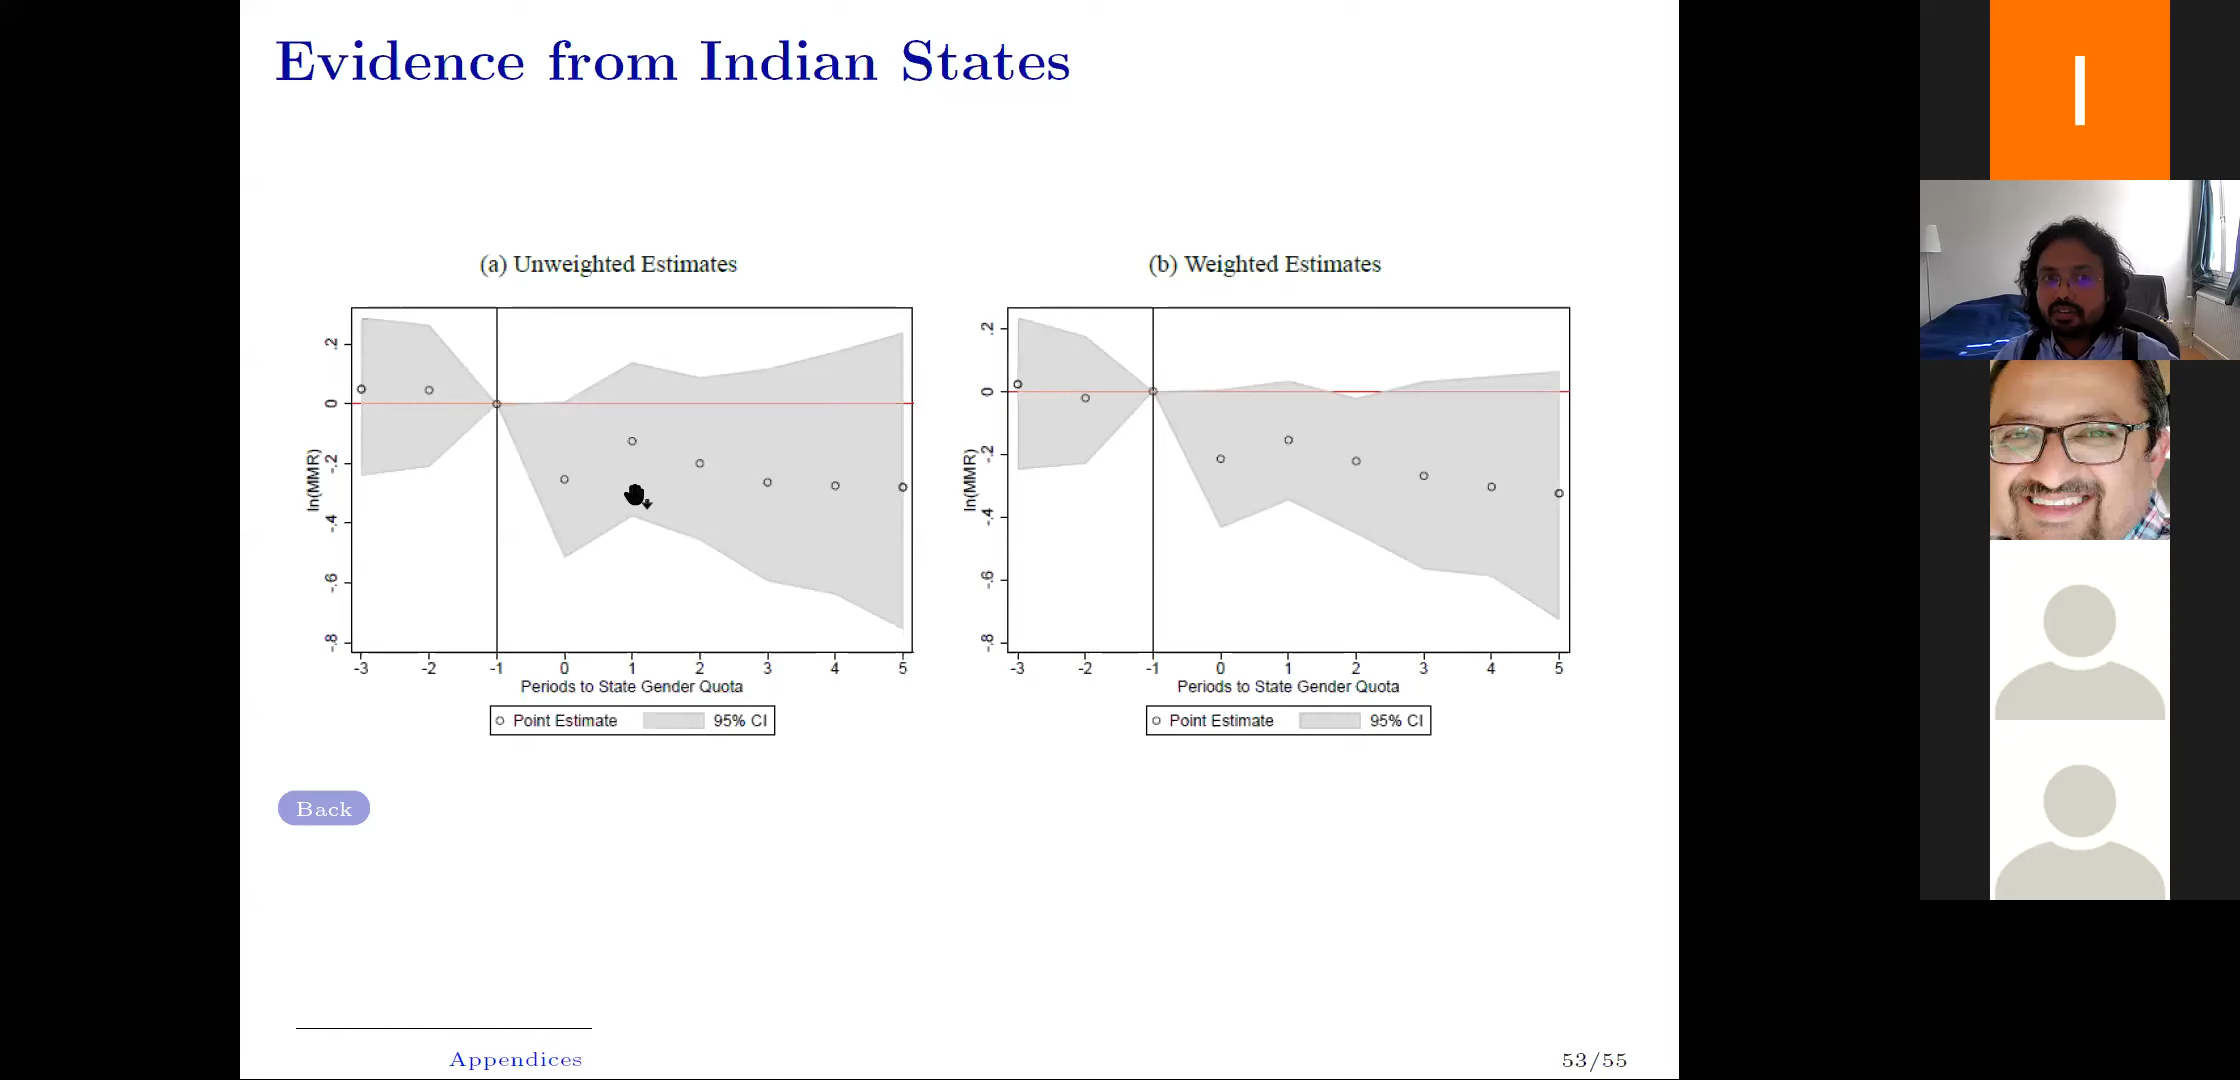 Evidence from Indian States
(a) Unweighted Estimates
.2
0
-.2
-.4
-.6
-.8
ln(MMR)
-3 -2 -1 0 1 2 3 4 5
Periods to State Gender Quota
Point Estimate 95% CI
(b) Weighted Estimates
.2
0
-.2
-.4
-.6
-.8
ln(MMR)
-3 -2 -1 0 1 2 3 4 5
Periods to State Gender Quota
Point Estimate 95% CI
Back
Appendices
53/55
I